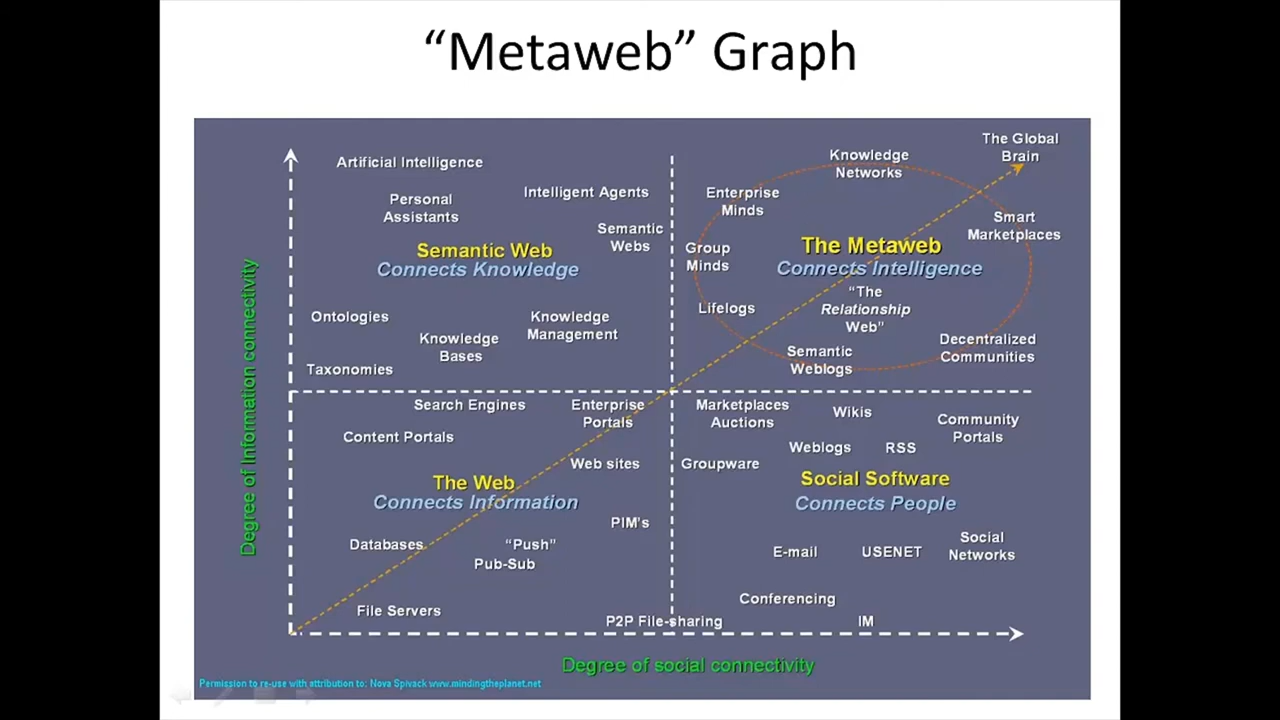 “Metaweb” Graph
The Global
Brain
Knowledge
Networks
Artificial Intelligence
Personal
Assistants
Intelligent Agents
Semantic
Webs
Semantic Web
Connects Knowledge
Ontologies
Knowledge
Bases
Knowledge
Management
Taxonomies
Enterprise
Minds
Group
Minds
Smart
Marketplaces
The Metaweb
Connects Intelligence
“The
Relationship
Web”
Lifelogs
Semantic
Weblogs
Decentralized
Communities
Degree of Information connectivity
Search Engines
Enterprise
Portals
Content Portals
Web sites
The Web
Connects Information
PIM's
Databases
“Push”
Pub-Sub
File Servers
P2P File-sharing
Marketplaces
Auctions
Wikis
Community
Portals
Weblogs
RSS
Groupware
Social Software
Connects People
E-mail
USENET
Social
Networks
Conferencing
IM
Degree of social connectivity
Permission to re-use with attribution to: Nova Spivack www.mindingtheplanet.net